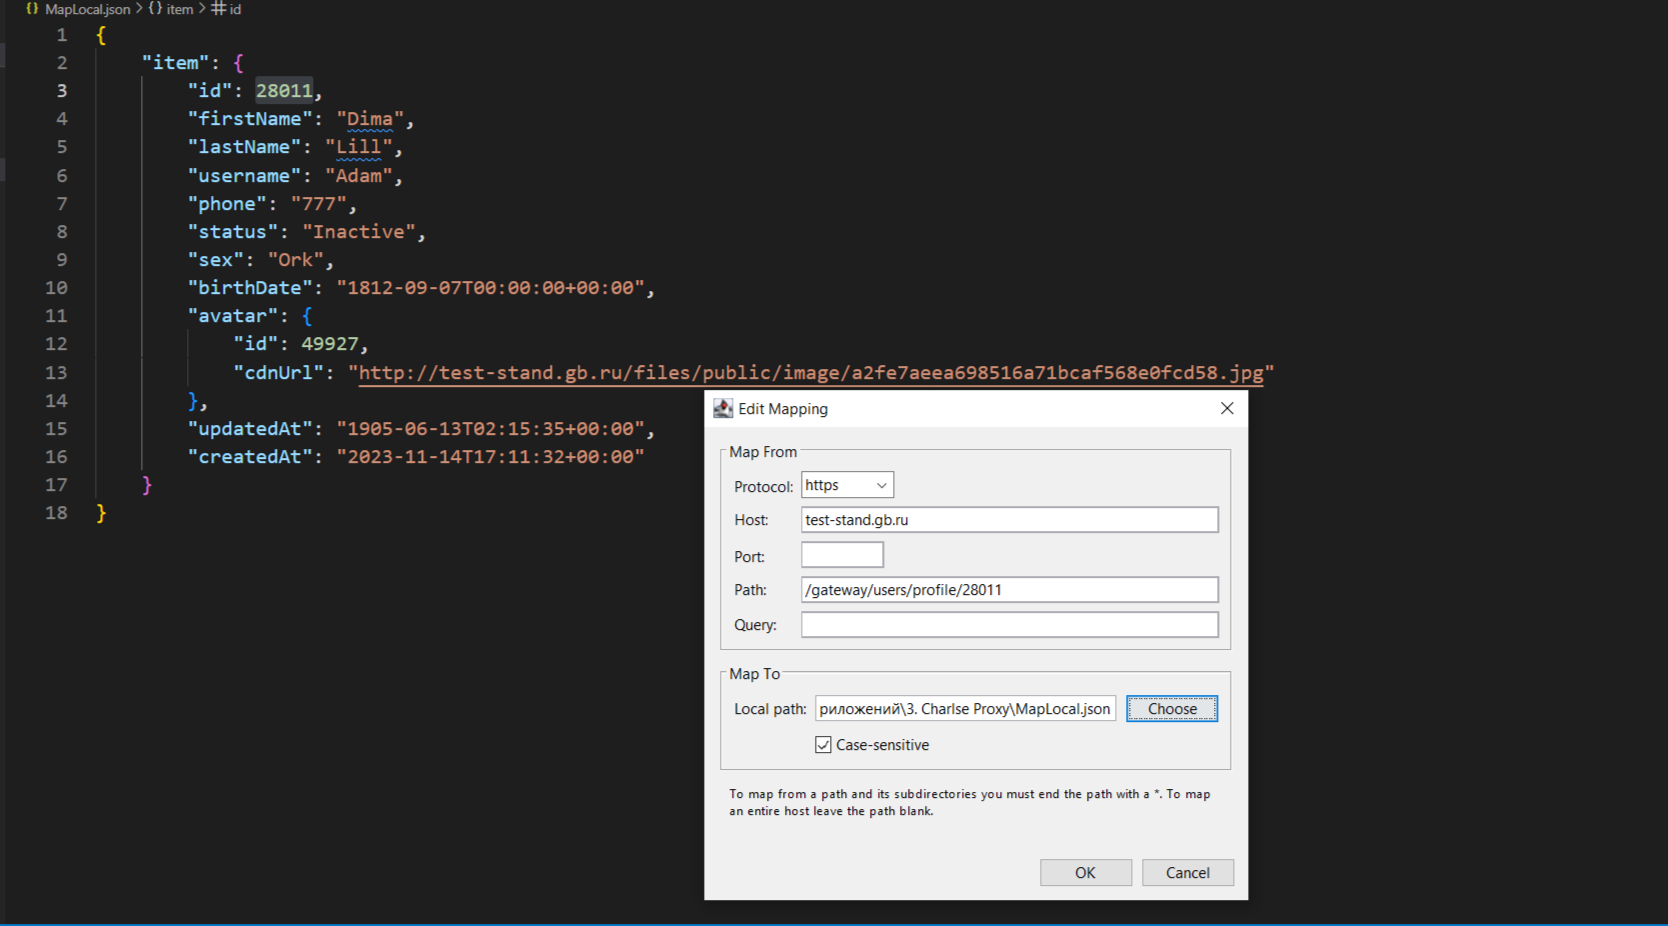 {} MapLocal.json > {} item > # id
1 {
2 "item": {
3 "id": 28011,
4 "firstName": "Dima",
5 "lastName": "Lill",
6 "username": "Adam",
7 "phone": "777",
8 "status": "Inactive",
9 "sex": "Ork",
10 "birthDate": "1812-09-07T00:00:00+00:00",
11 "avatar": {
12 "id": 49927,
13 "cdnUrl": "http://test-stand.gb.ru/files/public/image/a2fe7aeea698516a71bcaf568e0fcd58.jpg"
14 },
15 "updatedAt": "1905-06-13T02:15:35+00:00",
16 "createdAt": "2023-11-14T17:11:32+00:00"
17 }
18 }
Edit Mapping
Map From
Protocol: https
Host: test-stand.gb.ru
Port:
Path: /gateway/users/profile/28011
Query:
Map To
Local path: риложений\3. Charlse Proxy\MapLocal.json Choose
Case-sensitive
To map from a path and its subdirectories you must end the path with a *. To map
an entire host leave the path blank.
OK Cancel